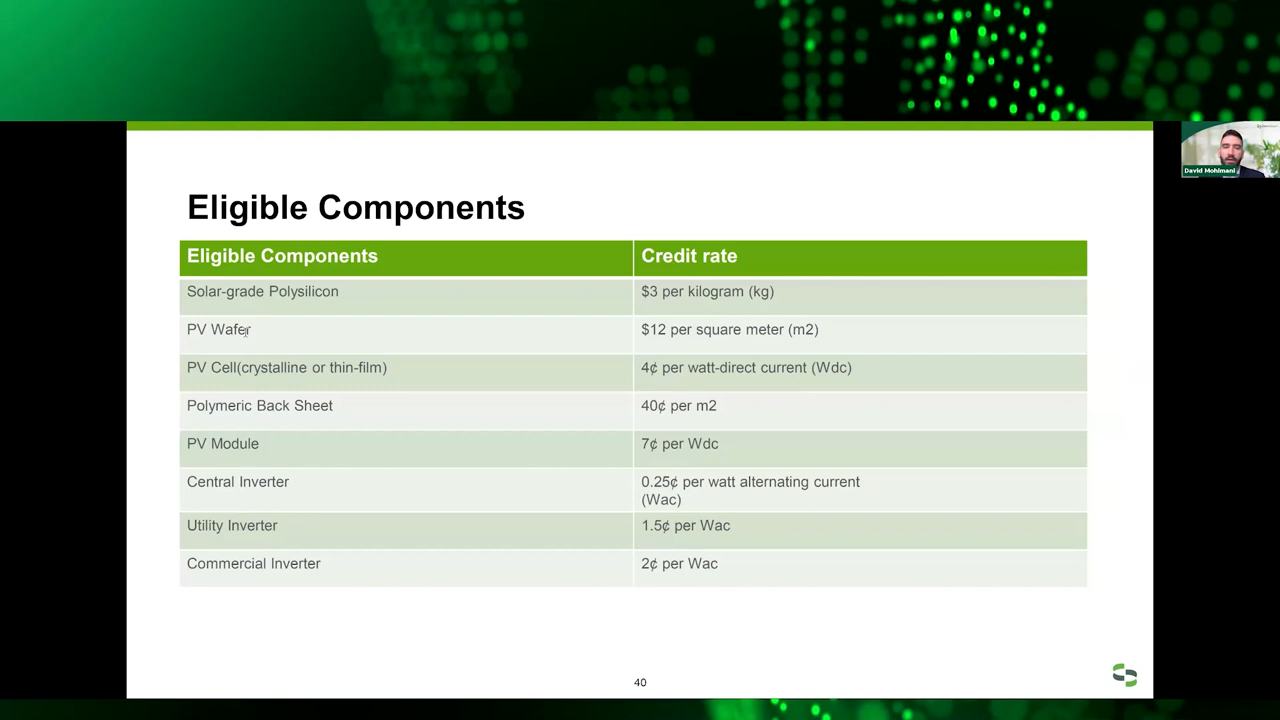 David Mohimani
Eligible Components
Eligible Components Credit rate
Solar-grade Polysilicon $3 per kilogram (kg)
PV Wafer $12 per square meter (m2)
PV Cell(crystalline or thin-film) 4¢ per watt-direct current (Wdc)
Polymeric Back Sheet 40¢ per m2
PV Module 7¢ per Wdc
Central Inverter 0.25¢ per watt alternating current
(Wac)
Utility Inverter 1.5¢ per Wac
Commercial Inverter 2¢ per Wac
40